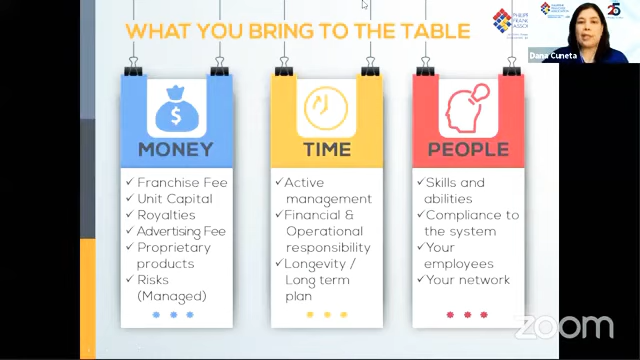 WHAT YOU BRING TO THE TABLE
Dana Cuneta
25
$
MONEY
✓ Franchise Fee
✓ Unit Capital
✓ Royalties
✓ Advertising Fee
✓ Proprietary
products
✓ Risks
(Managed)
TIME
✓Active
management
✓Financial &
Operational
responsibility
✓Longevity /
Long term
plan
PEOPLE
✓Skills and
abilities
✓Compliance to
the system
✓Your
employees
✓Your network
zoom